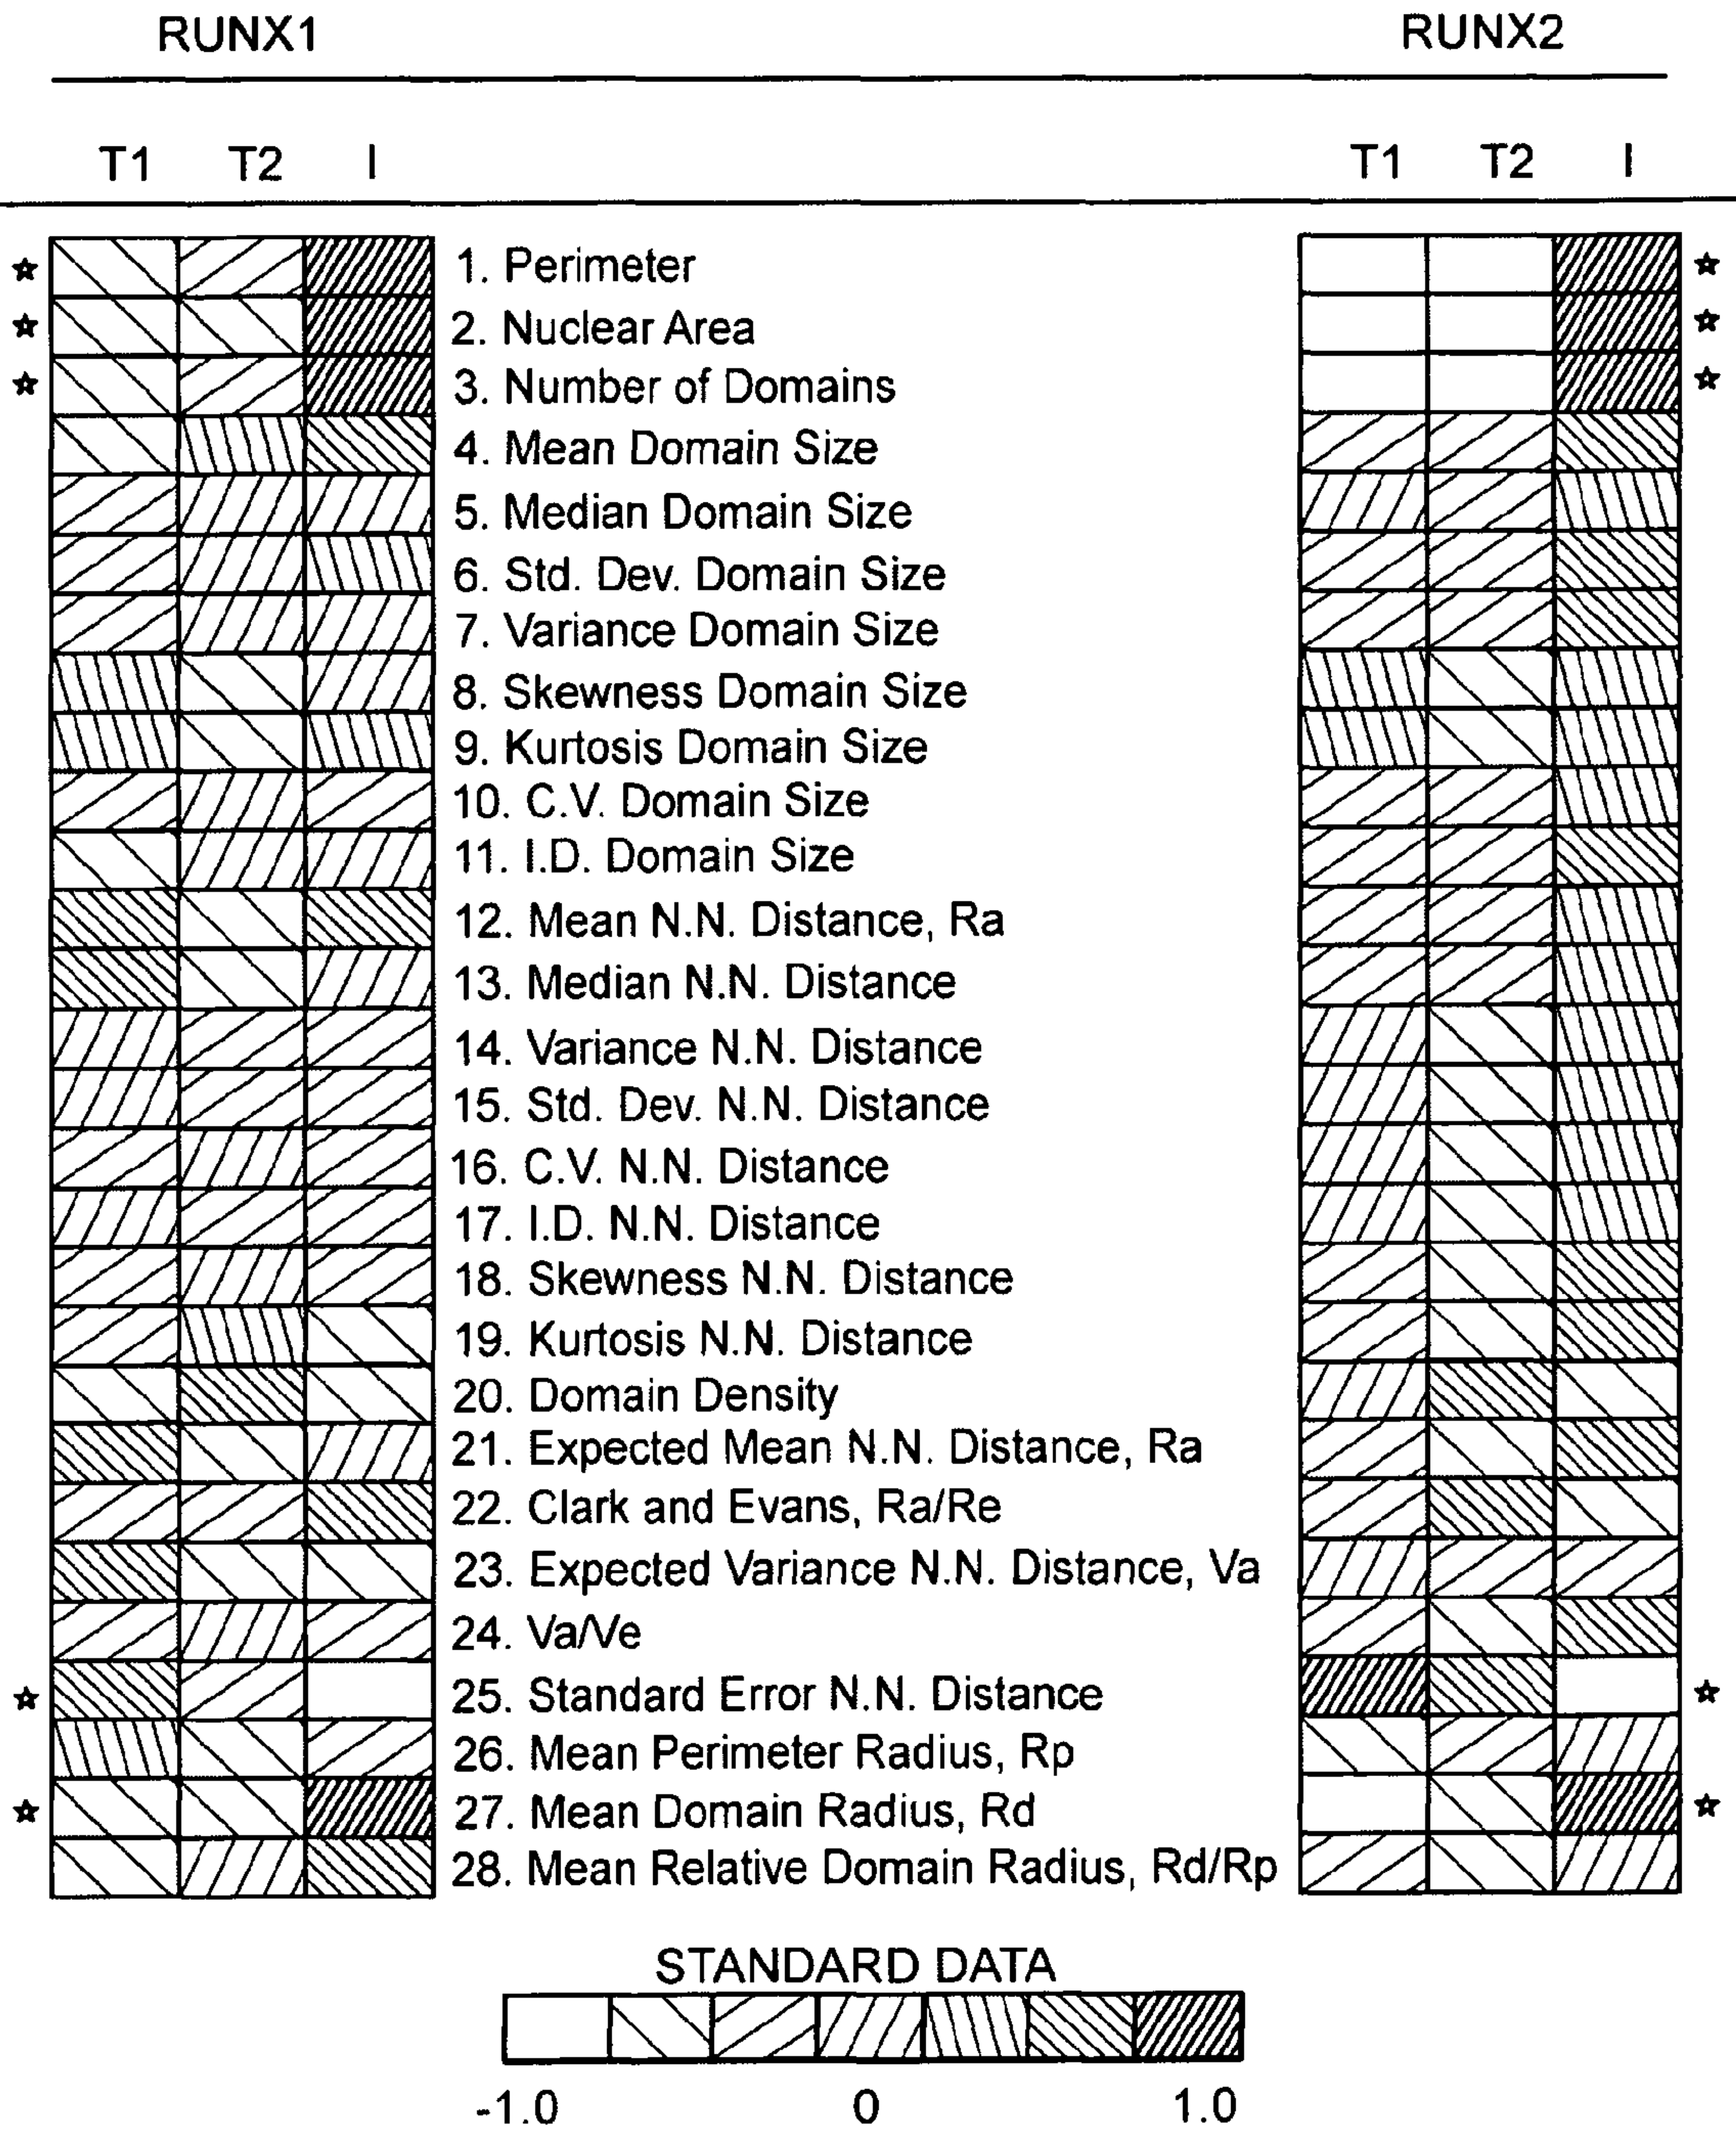 RUNX1 RUNX2
T1 T2 I T1 T2 I
1. Perimeter
2. Nuclear Area
3. Number of Domains
4. Mean Domain Size
5. Median Domain Size
6. Std. Dev. Domain Size
7. Variance Domain Size
8. Skewness Domain Size
9. Kurtosis Domain Size
10. C.V. Domain Size
11. I.D. Domain Size
12. Mean N.N. Distance, Ra
13. Median N.N. Distance
14. Variance N.N. Distance
15. Std. Dev. N.N. Distance
16. C.V. N.N. Distance
17. I.D. N.N. Distance
18. Skewness N.N. Distance
19. Kurtosis N.N. Distance
20. Domain Density
21. Expected Mean N.N. Distance, Ra
22. Clark and Evans, Ra/Re
23. Expected Variance N.N. Distance, Va
24. Va/Ve
25. Standard Error N.N. Distance
26. Mean Perimeter Radius, Rp
27. Mean Domain Radius, Rd
28. Mean Relative Domain Radius, Rd/Rp
STANDARD DATA
-1.0 0 1.0